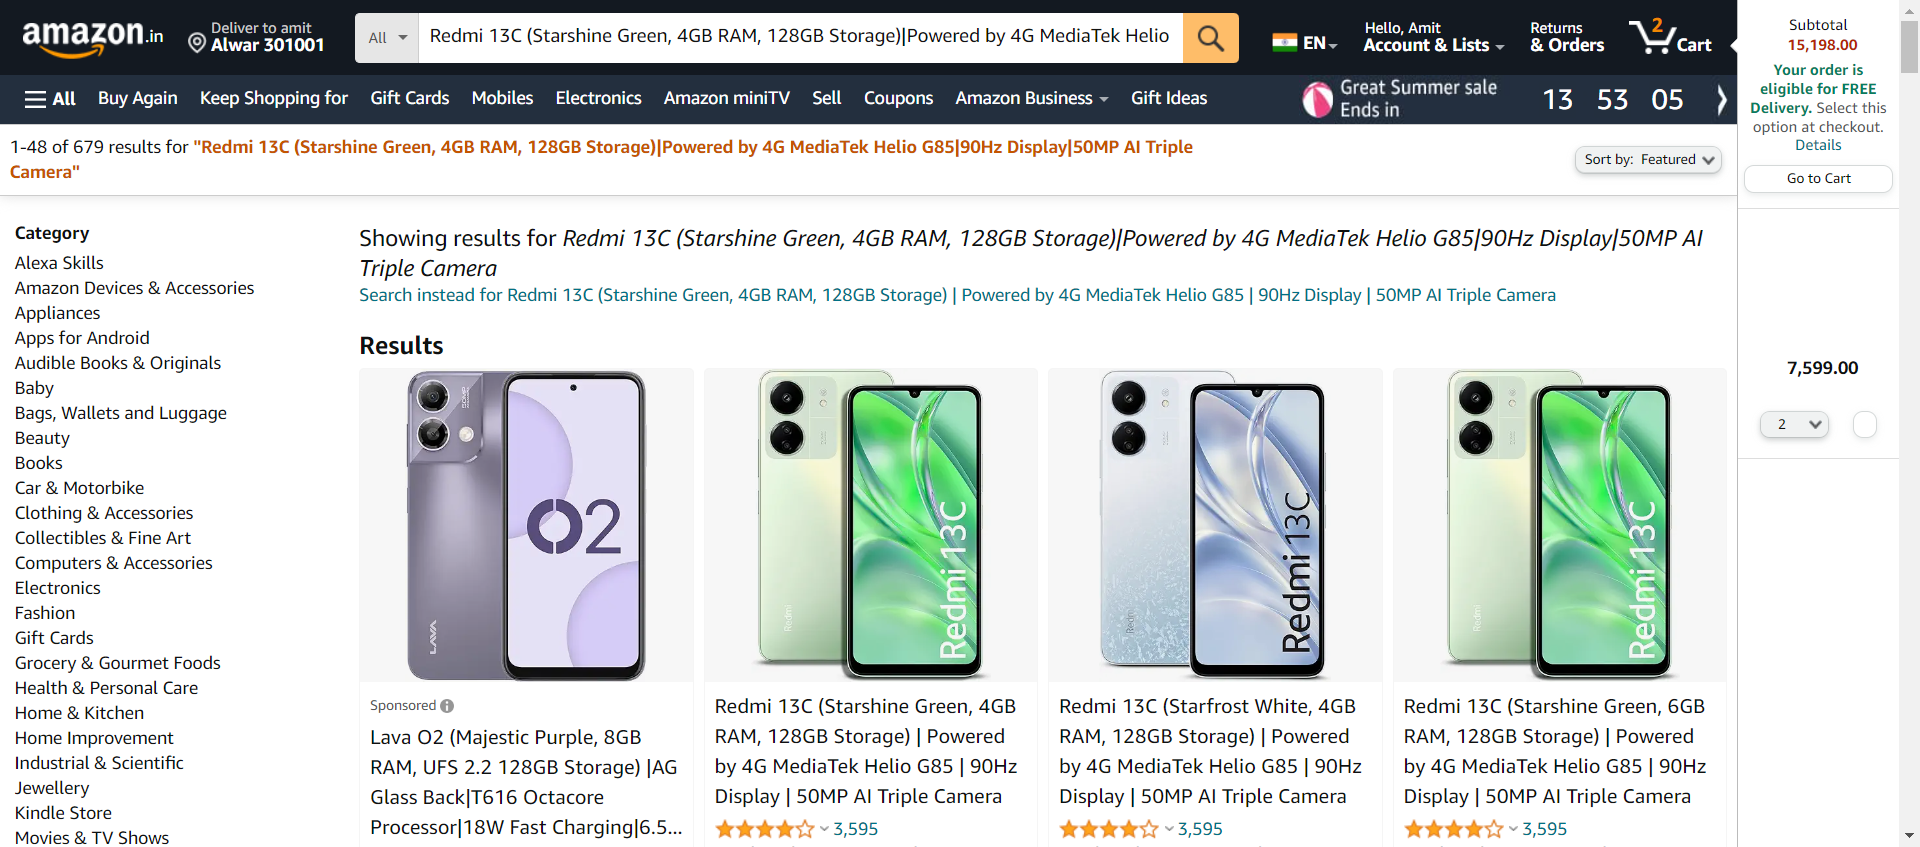 amazon.in
Deliver to amit
Alwar 301001
All
Redmi 13C (Starshine Green, 4GB RAM, 128GB Storage)|Powered by 4G MediaTek Helio
EN
Hello, Amit
Account & Lists
Returns
& Orders
2
Cart
Subtotal
15,198.00
Your order is
eligible for FREE
Delivery. Select this
option at checkout.
Details
Go to Cart
7,599.00
2
All
Buy Again
Keep Shopping for
Gift Cards
Mobiles
Electronics
Amazon miniTV
Sell
Coupons
Amazon Business
Gift Ideas
Great Summer sale
Ends in
13 53 05
1-48 of 679 results for "Redmi 13C (Starshine Green, 4GB RAM, 128GB Storage)|Powered by 4G MediaTek Helio G85|90Hz Display|50MP AI Triple
Camera"
Sort by: Featured
Category
Alexa Skills
Amazon Devices & Accessories
Appliances
Apps for Android
Audible Books & Originals
Baby
Bags, Wallets and Luggage
Beauty
Books
Car & Motorbike
Clothing & Accessories
Collectibles & Fine Art
Computers & Accessories
Electronics
Fashion
Gift Cards
Grocery & Gourmet Foods
Health & Personal Care
Home & Kitchen
Home Improvement
Industrial & Scientific
Jewellery
Kindle Store
Movies & TV Shows
Showing results for Redmi 13C (Starshine Green, 4GB RAM, 128GB Storage)|Powered by 4G MediaTek Helio G85|90Hz Display|50MP AI
Triple Camera
Search instead for Redmi 13C (Starshine Green, 4GB RAM, 128GB Storage) | Powered by 4G MediaTek Helio G85 | 90Hz Display | 50MP AI Triple Camera
Results
LAVA
O2
Sponsored
Lava O2 (Majestic Purple, 8GB
RAM, UFS 2.2 128GB Storage) |AG
Glass Back|T616 Octacore
Processor|18W Fast Charging|6.5...
Redmi
Redmi 13C
Redmi 13C (Starshine Green, 4GB
RAM, 128GB Storage) | Powered
by 4G MediaTek Helio G85 | 90Hz
Display | 50MP AI Triple Camera
3,595
Redmi
Redmi 13C
Redmi 13C (Starfrost White, 4GB
RAM, 128GB Storage) | Powered
by 4G MediaTek Helio G85 | 90Hz
Display | 50MP AI Triple Camera
3,595
Redmi
Redmi 13C
Redmi 13C (Starshine Green, 6GB
RAM, 128GB Storage) | Powered
by 4G MediaTek Helio G85 | 90Hz
Display | 50MP AI Triple Camera
3,595